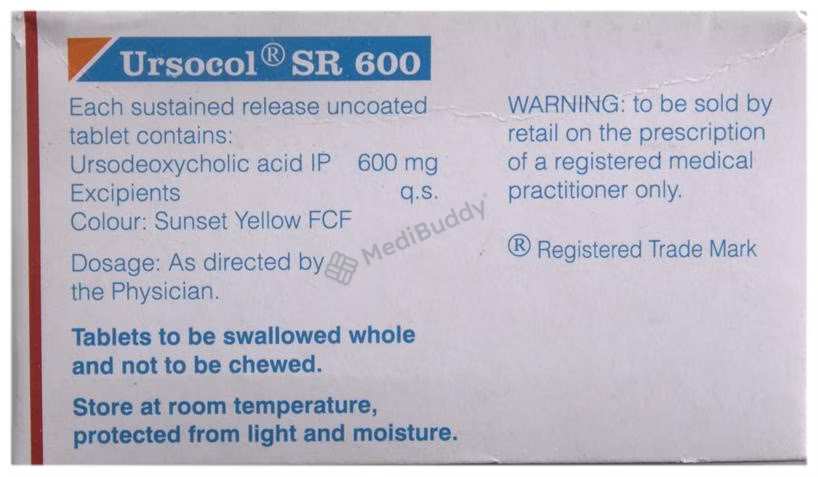 Ursocol® SR 600
Each sustained release uncoated
tablet contains:
Ursodeoxycholic acid IP 600 mg
Excipients q.s.
Colour: Sunset Yellow FCF
Dosage: As directed by
the Physician.
Tablets to be swallowed whole
and not to be chewed.
Store at room temperature,
protected from light and moisture.
WARNING: to be sold by
retail on the prescription
of a registered medical
practitioner only.
® Registered Trade Mark
MediBuddy